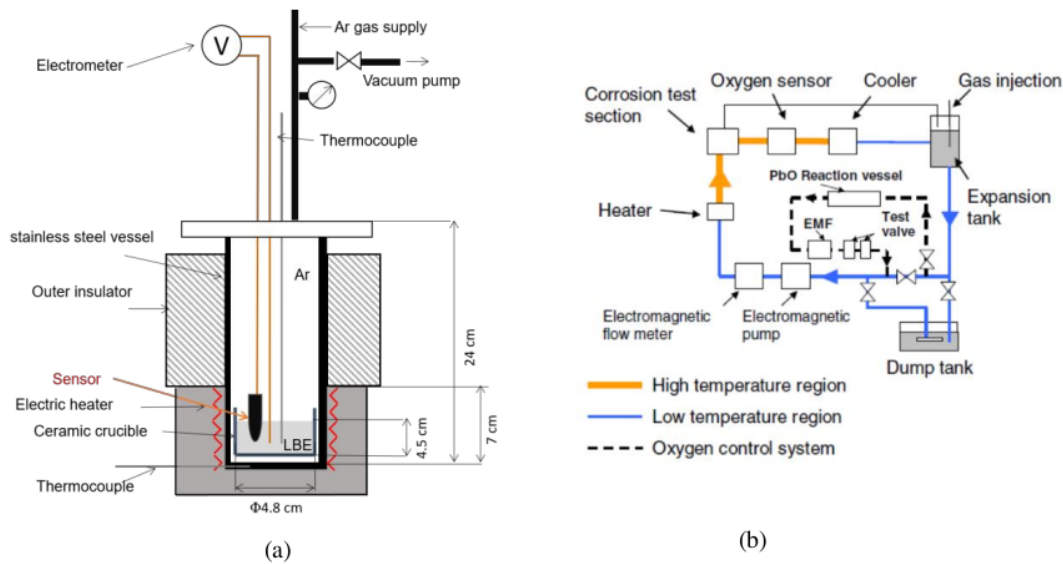 Ar gas supply
V
Electrometer
Vacuum pump
Thermocouple
stainless steel vessel
Ar
Outer insulator
24 cm
Sensor
Electric heater
Ceramic crucible
LBE
4.5 cm
7 cm
Thermocouple
Φ4.8 cm
(a)
Oxygen sensor
Cooler
Gas injection
Corrosion test
section
PbO Reaction vessel
Expansion
tank
Heater
EMF
Test
valve
Electromagnetic
flow meter
Electromagnetic
pump
Dump tank
High temperature region
Low temperature region
Oxygen control system
(b)